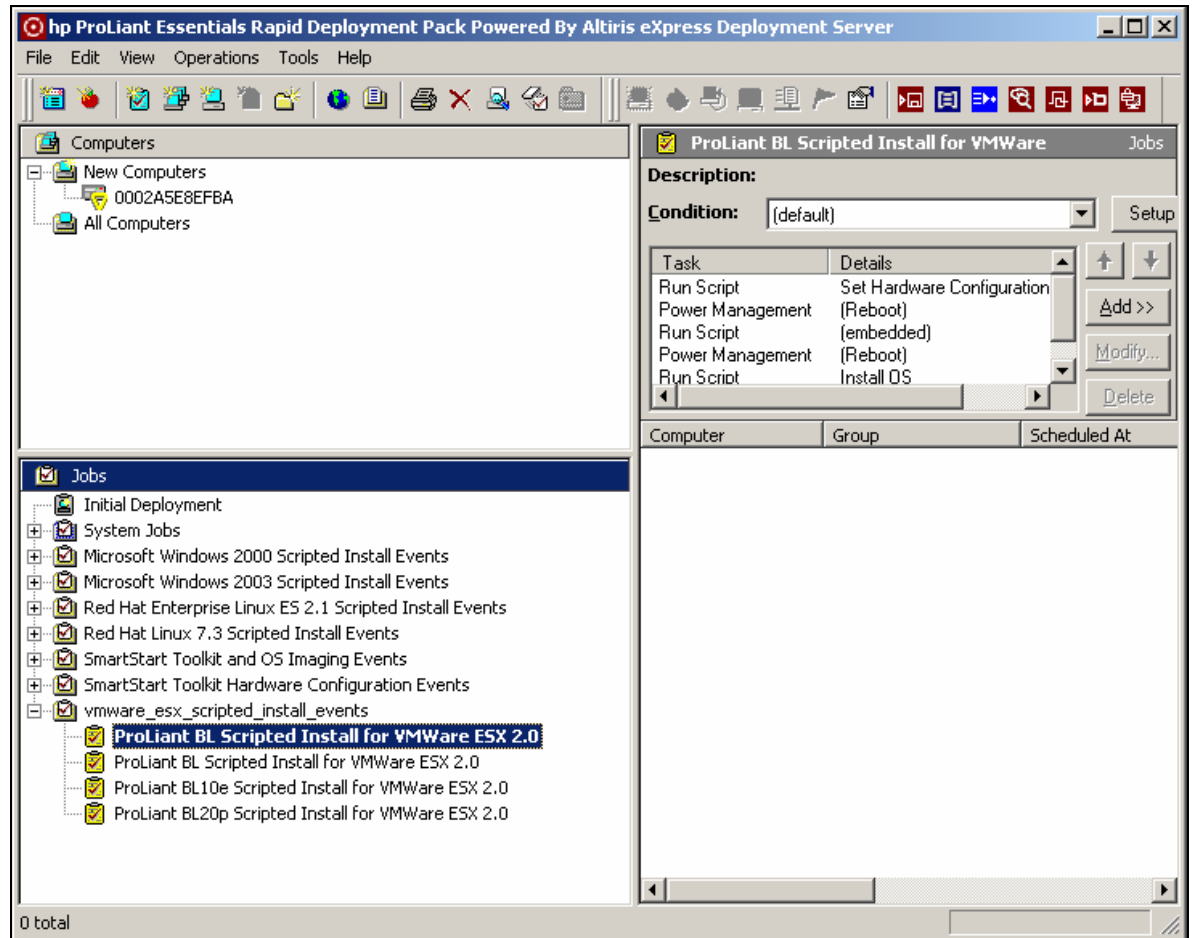 hp ProLiant Essentials Rapid Deployment Pack Powered By Altiris eXpress Deployment Server
File Edit View Operations Tools Help
Computers
New Computers
0002A5E8EFBA
All Computers
Jobs
Initial Deployment
System Jobs
Microsoft Windows 2000 Scripted Install Events
Microsoft Windows 2003 Scripted Install Events
Red Hat Enterprise Linux ES 2.1 Scripted Install Events
Red Hat Linux 7.3 Scripted Install Events
SmartStart Toolkit and OS Imaging Events
SmartStart Toolkit Hardware Configuration Events
vmware_esx_scripted_install_events
ProLiant BL Scripted Install for VMWare ESX 2.0
ProLiant BL Scripted Install for VMWare ESX 2.0
ProLiant BL10e Scripted Install for VMWare ESX 2.0
ProLiant BL20p Scripted Install for VMWare ESX 2.0
ProLiant BL Scripted Install for VMWare Jobs
Description:
Condition: (default) Setup
Task Details
Run Script Set Hardware Configuration
Power Management (Reboot)
Run Script (embedded)
Power Management (Reboot)
Run Script Install OS
Add >>
Modify...
Delete
Computer Group Scheduled At
0 total